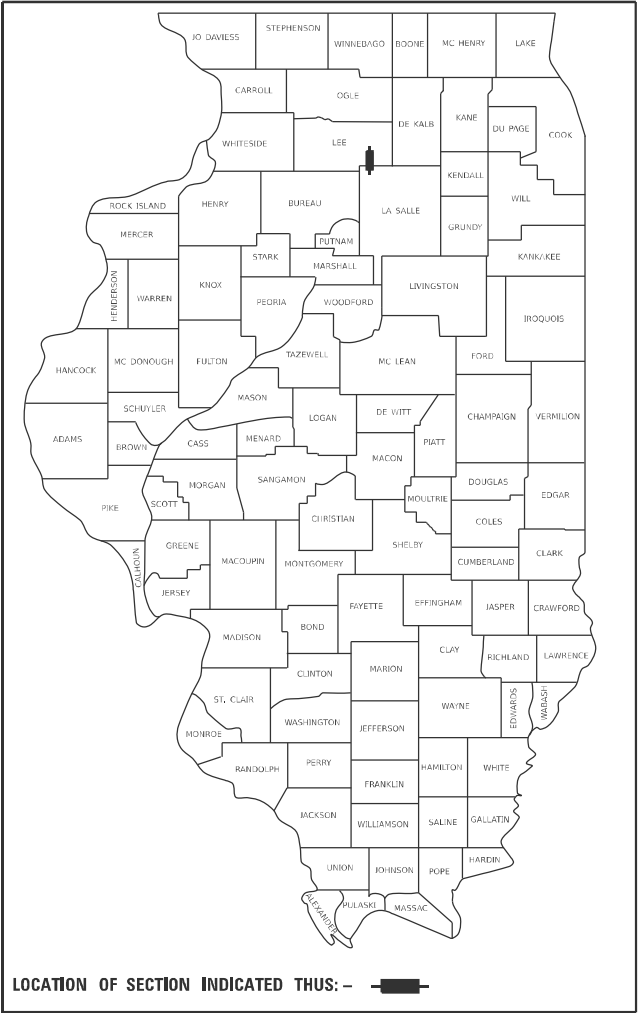 JO DAVIESS
STEPHENSON
WINNEBAGO
BOONE
MC HENRY
LAKE
CARROLL
OGLE
DE KALB
KANE
DU PAGE
COOK
WHITESIDE
LEE
KENDALL
WILL
ROCK ISLAND
HENRY
BUREAU
LA SALLE
GRUNDY
MERCER
PUTNAM
STARK
MARSHALL
KANKAKEE
HENDERSON
WARREN
KNOX
PEORIA
WOODFORD
LIVINGSTON
IROQUOIS
HANCOCK
MC DONOUGH
FULTON
TAZEWELL
MC LEAN
FORD
MASON
SCHUYLER
LOGAN
DE WITT
CHAMPAIGN
VERMILION
ADAMS
BROWN
CASS
MENARD
PIATT
MACON
SANGAMON
MORGAN
SCOTT
PIKE
CHRISTIAN
MOULTRIE
DOUGLAS
EDGAR
COLES
GREENE
CALHOUN
MACOUPIN
MONTGOMERY
SHELBY
CUMBERLAND
CLARK
JERSEY
FAYETTE
EFFINGHAM
JASPER
CRAWFORD
MADISON
BOND
CLAY
RICHLAND
LAWRENCE
CLINTON
MARION
ST. CLAIR
WAYNE
EDWARDS
WABASH
WASHINGTON
JEFFERSON
MONROE
RANDOLPH
PERRY
HAMILTON
WHITE
FRANKLIN
JACKSON
WILLIAMSON
SALINE
GALLATIN
UNION
JOHNSON
POPE
HARDIN
ALEXANDER
PULASKI
MASSAC
LOCATION OF SECTION INDICATED THUS: –